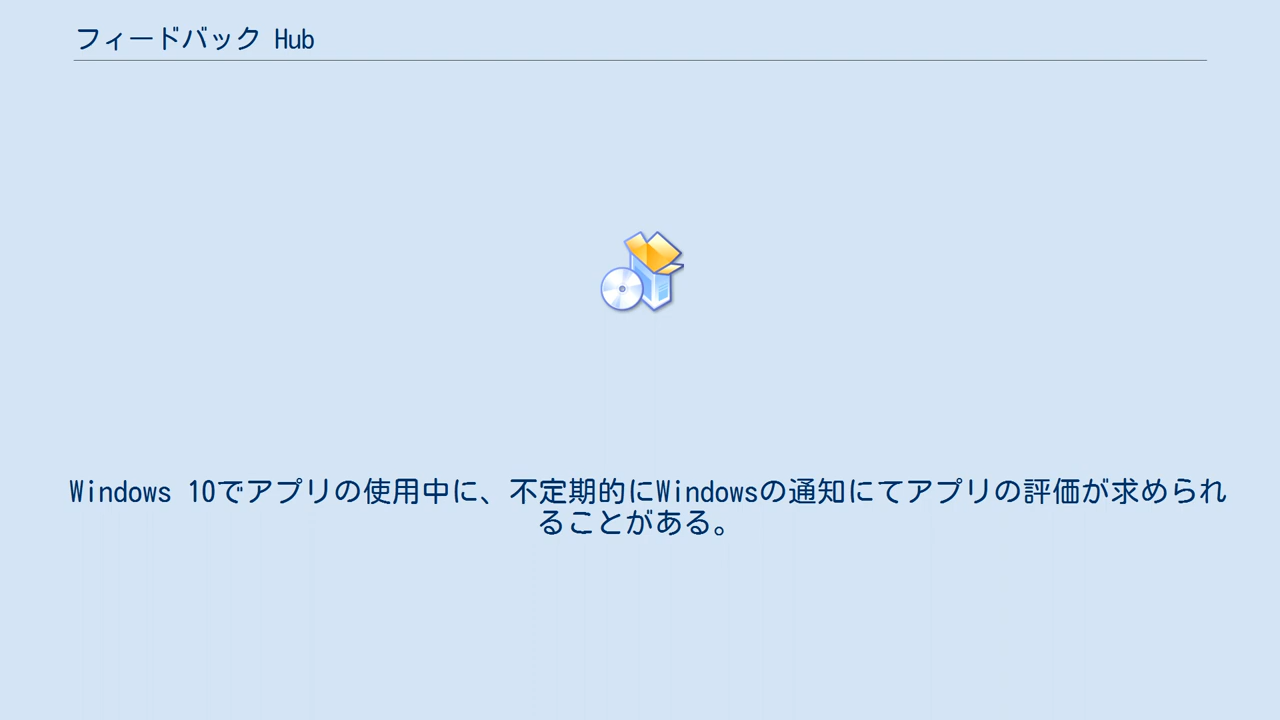 フィードバック Hub
Windows 10でアプリの使用中に、不定期的にWindowsの通知にてアプリの評価が求められ
ることがある。